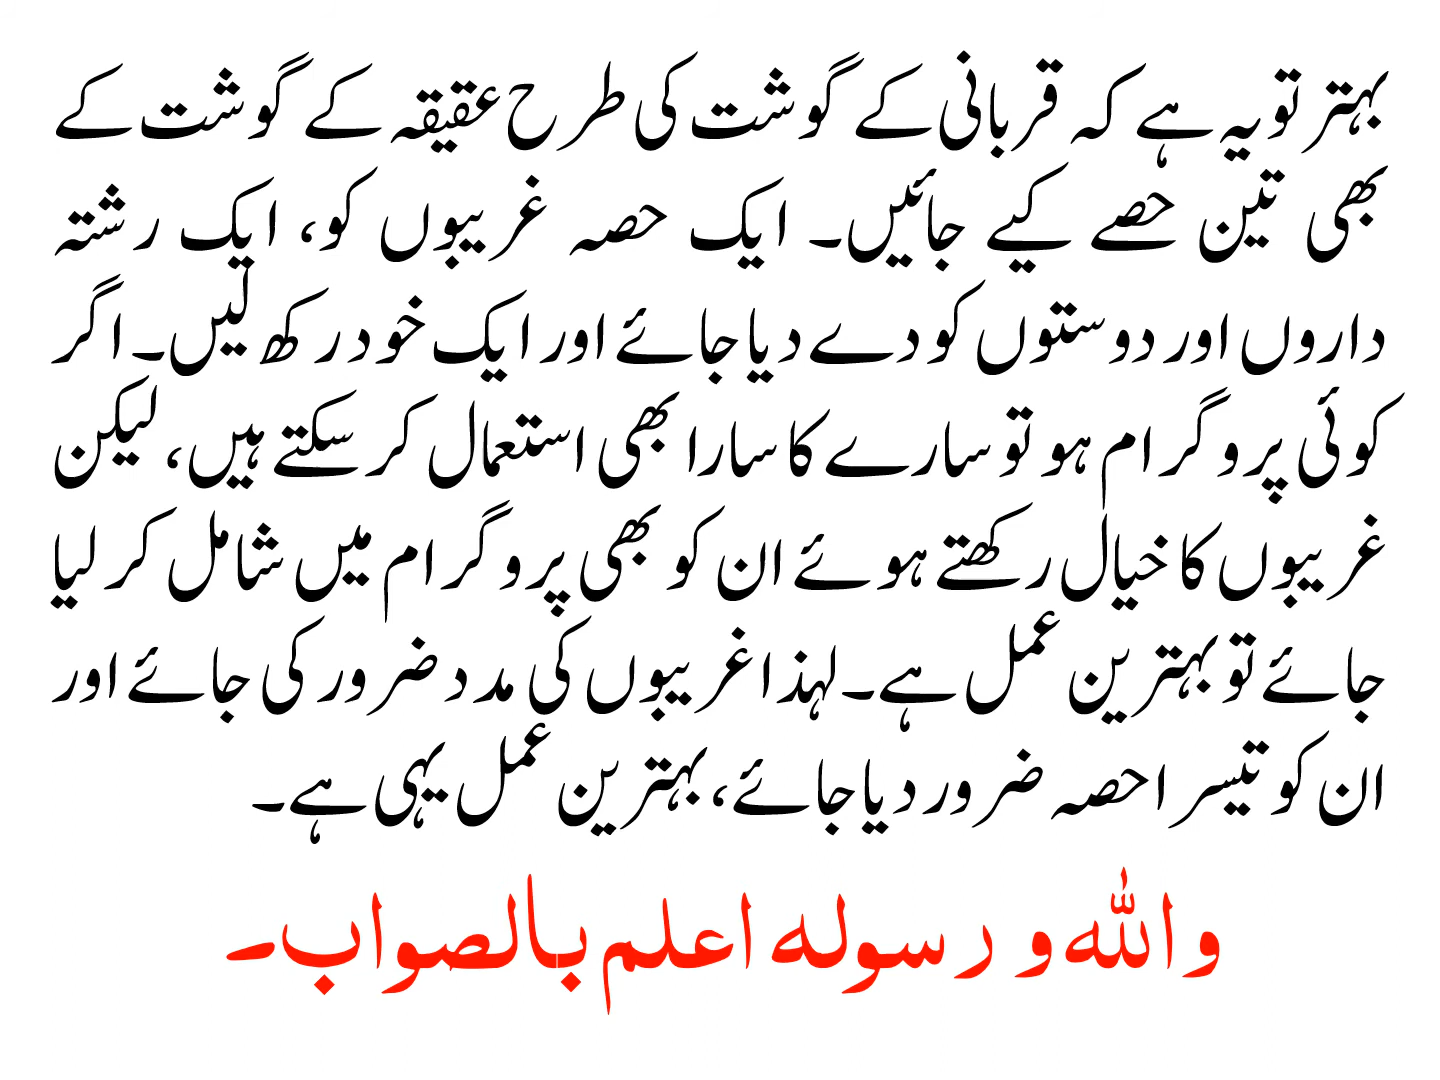 بہتر تو یہ ہے کہ قربانی کے گوشت کی طرح عقیقہ کے گوشت کے
بھی تین حصے کیے جائیں۔ ایک حصہ غریبوں کو، ایک رشتہ
داروں اور دوستوں کو دے دیا جائے اور ایک خود رکھ لیں۔ اگر
کوئی پروگرام ہو تو سارے کا سارا بھی استعمال کر سکتے ہیں، لیکن
غریبوں کا خیال رکھتے ہوئے ان کو بھی پروگرام میں شامل کر لیا
جائے تو بہترین عمل ہے۔ لہذا غریبوں کی مدد ضرور کی جائے اور
ان کو تیسرا حصہ ضرور دیا جائے، بہترین عمل یہی ہے۔
واللہ و رسولہ اعلم بالصواب۔